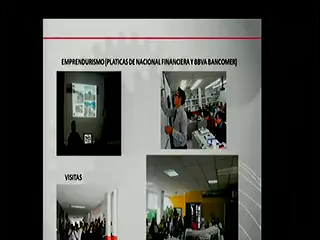 EMPRENDURISMO (PLATICAS DE NACIONAL FINANCIERA Y BBVA BANCOMER)
VISITAS